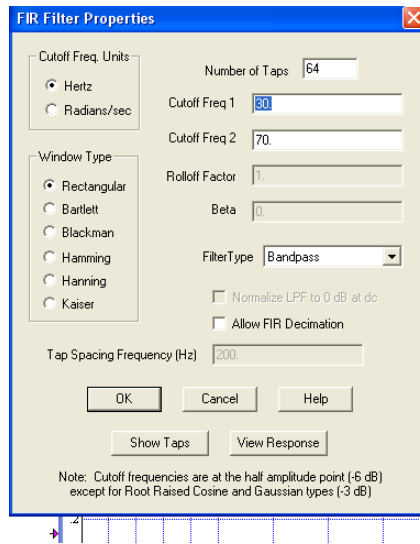 FIR Filter Properties
Cutoff Freq. Units
Hertz
Radians/sec
Number of Taps 64
Cutoff Freq 1 30.
Cutoff Freq 2 70.
Window Type
Rectangular
Bartlett
Blackman
Hamming
Hanning
Kaiser
Rolloff Factor 1.
Beta 0.
FilterType Bandpass
Normalize LPF to 0 dB at dc
Allow FIR Decimation
Tap Spacing Frequency (Hz) 200.
OK Cancel Help
Show Taps View Response
Note: Cutoff frequencies are at the half amplitude point (-6 dB)
except for Root Raised Cosine and Gaussian types (-3 dB)
.2